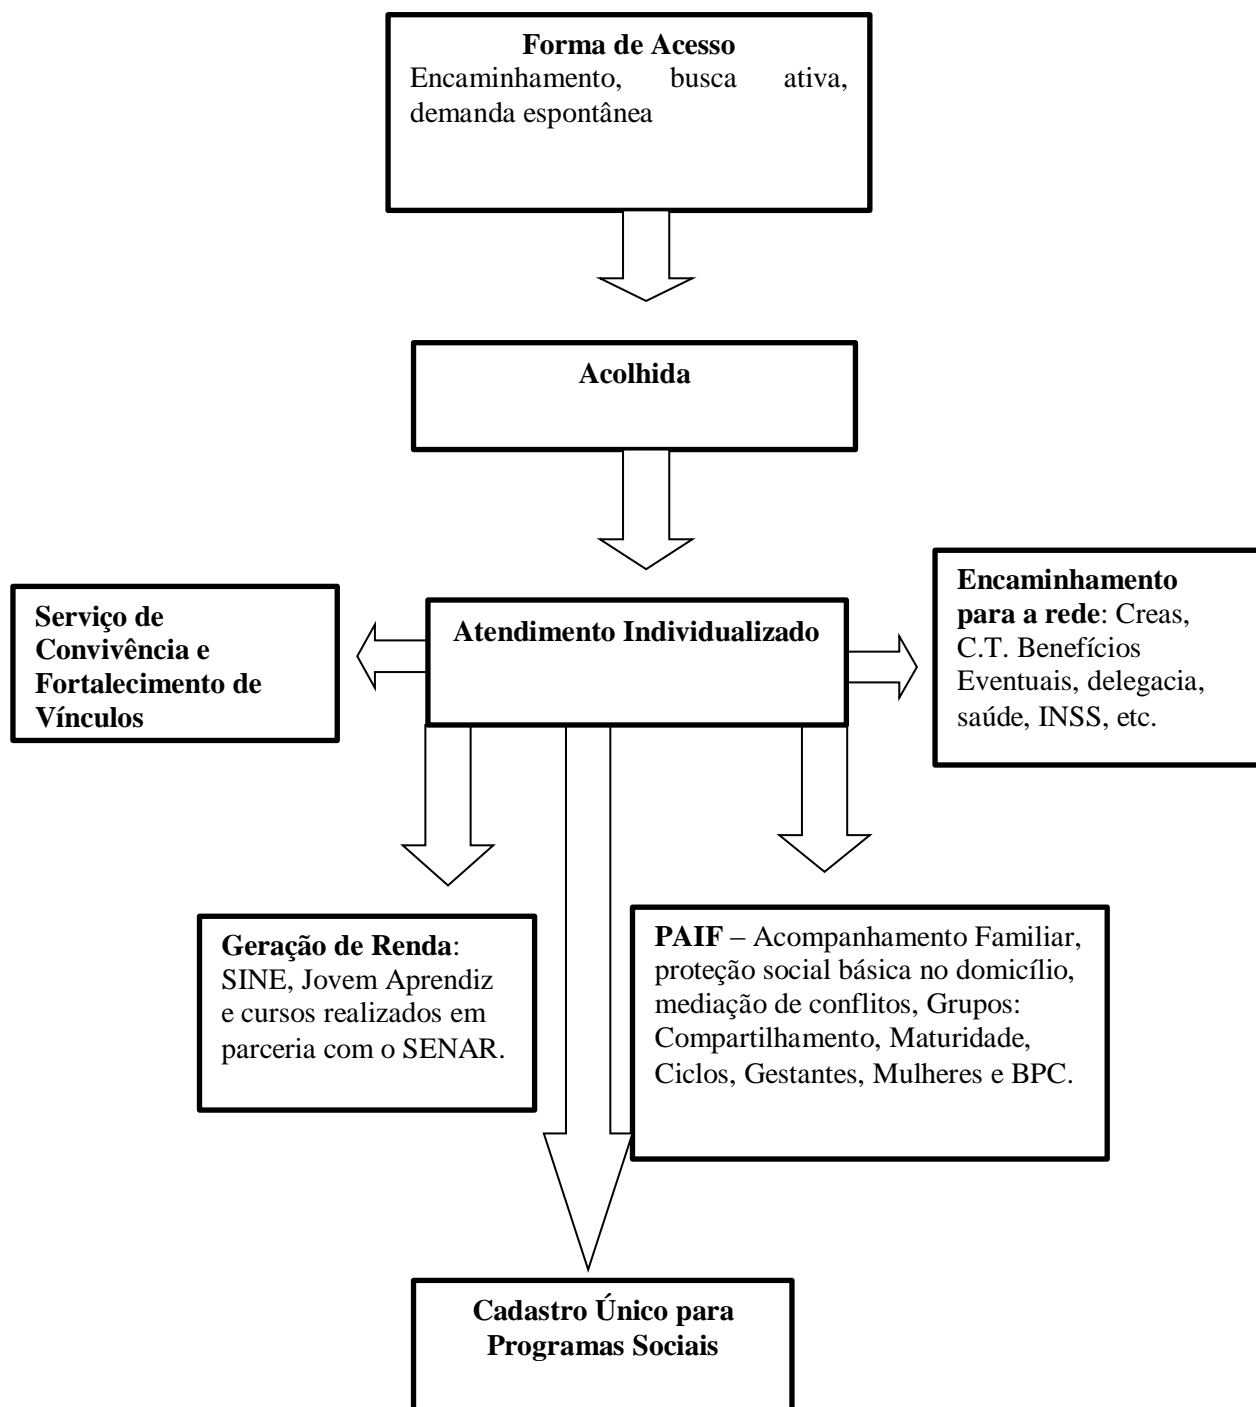 Forma de Acesso
Encaminhamento, busca ativa,
demanda espontânea
Acolhida
Atendimento Individualizado
Serviço de
Convivência e
Fortalecimento de
Vínculos
Encaminhamento
para a rede: Creas,
C.T. Benefícios
Eventuais, delegacia,
saúde, INSS, etc.
Geração de Renda:
SINE, Jovem Aprendiz
e cursos realizados em
parceria com o SENAR.
PAIF – Acompanhamento Familiar,
proteção social básica no domicílio,
mediação de conflitos, Grupos:
Compartilhamento, Maturidade,
Ciclos, Gestantes, Mulheres e BPC.
Cadastro Único para
Programas Sociais